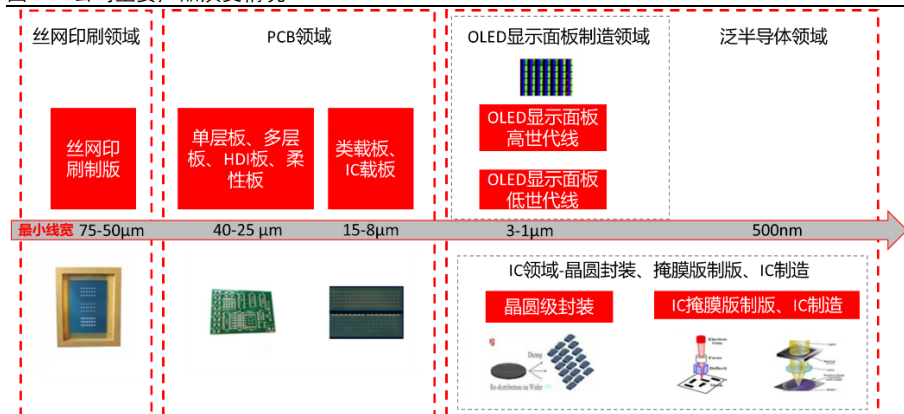 丝网印刷领域
PCB领域
OLED显示面板制造领域
泛半导体领域
丝网印
刷制版
单层板、多层
板、HDI板、柔
性板
类载板、
IC载板
OLED显示面板
高世代线
OLED显示面板
低世代线
最小线宽 75-50μm
40-25 μm
15-8μm
3-1μm
500nm
IC领域-晶圆封装、掩膜版制版、IC制造
晶圆级封装
IC掩膜版制版、IC制造
Dicing
Re-distribution on Wafer